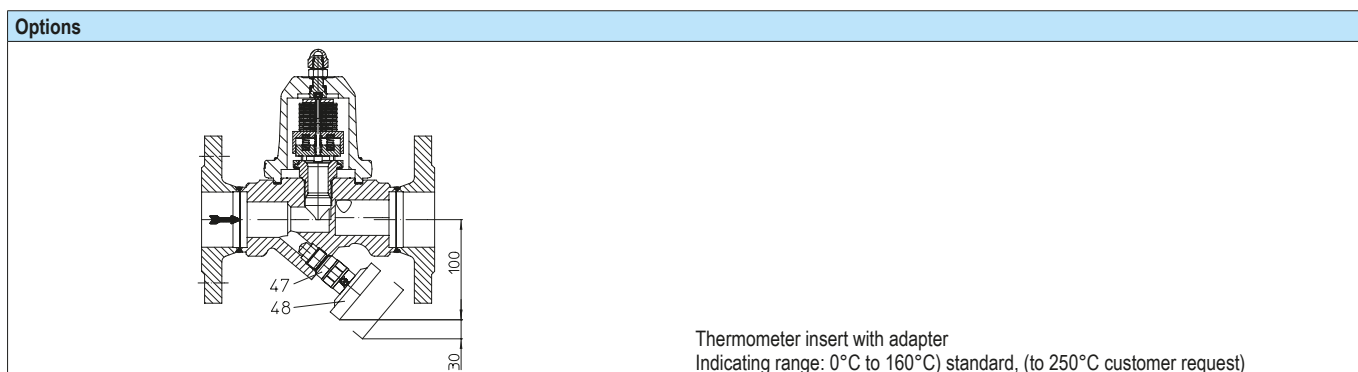 Options
47
48
100
30
Thermometer insert with adapter
Indicating range: 0°C to 160°C) standard, (to 250°C customer request)